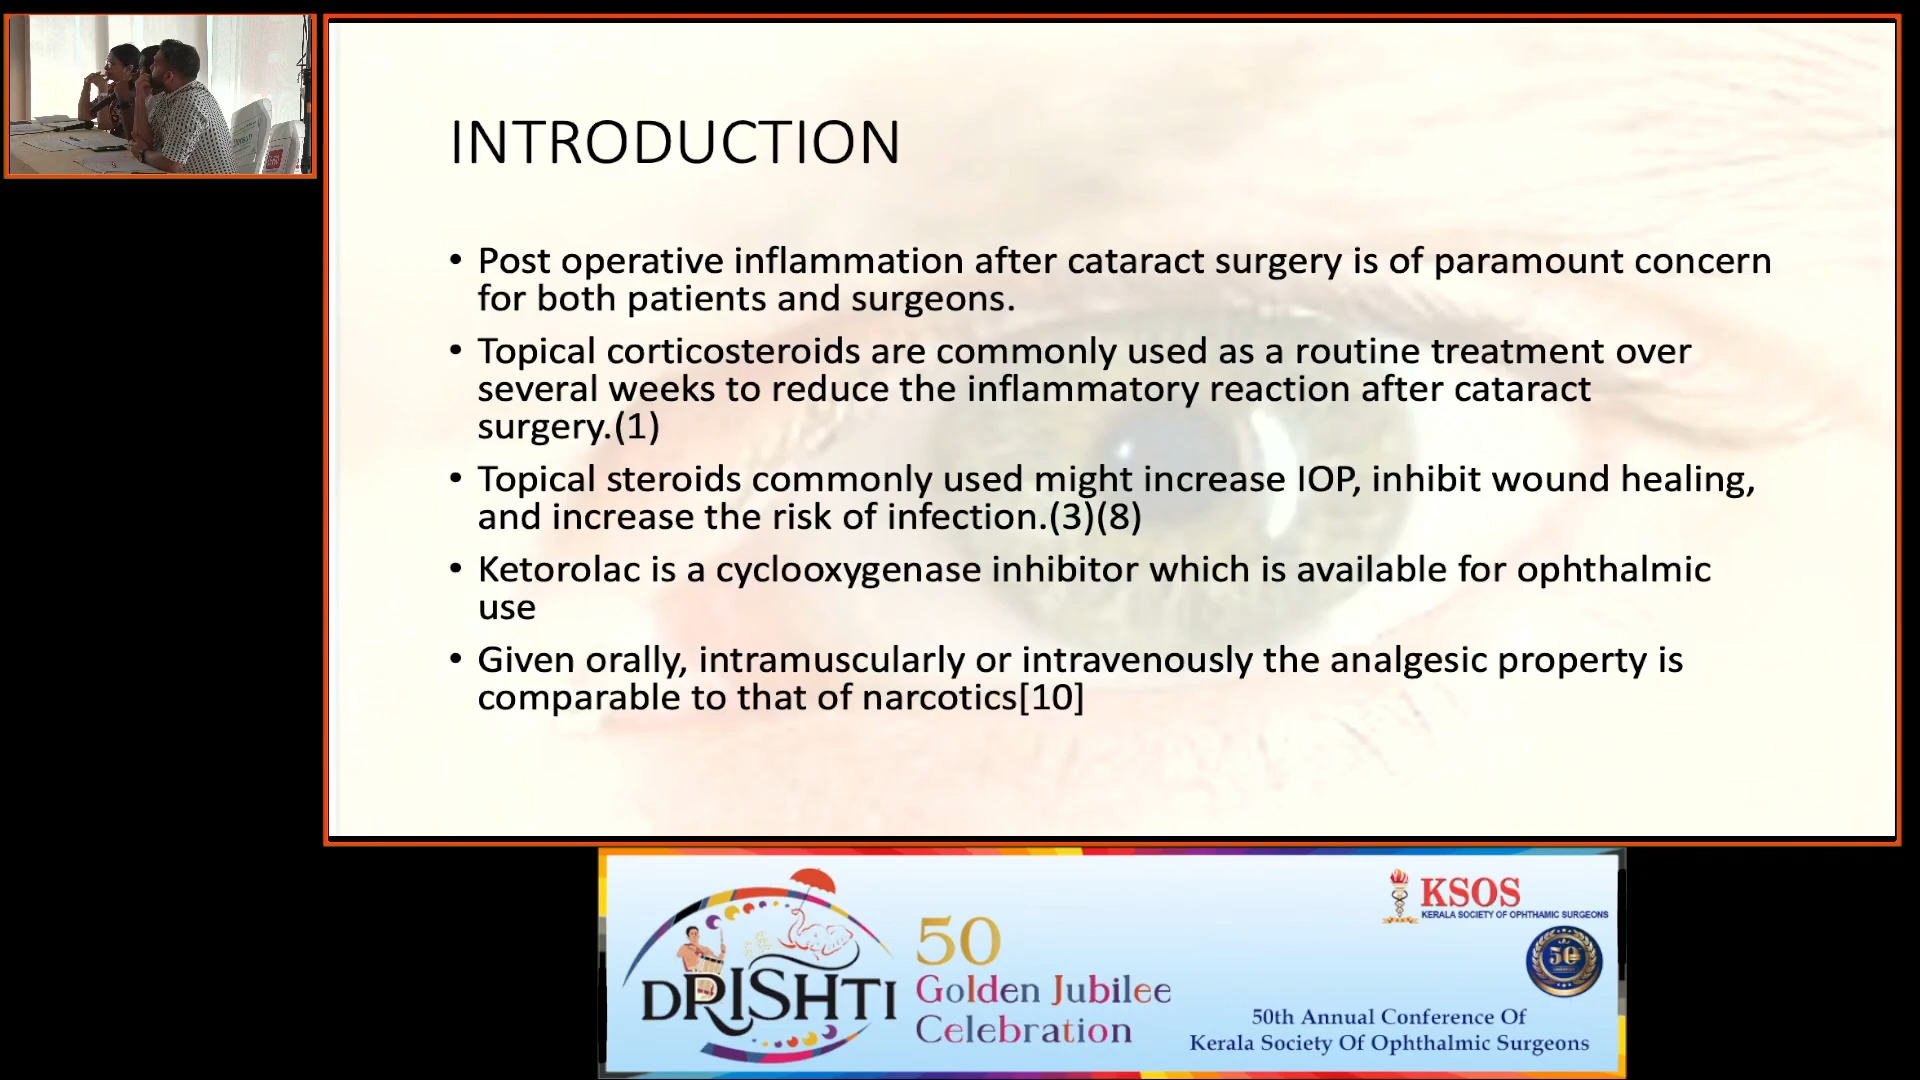 INTRODUCTION
• Post operative inflammation after cataract surgery is of paramount concern
for both patients and surgeons.
• Topical corticosteroids are commonly used as a routine treatment over
several weeks to reduce the inflammatory reaction after cataract
surgery.(1)
• Topical steroids commonly used might increase IOP, inhibit wound healing,
and increase the risk of infection.(3)(8)
• Ketorolac is a cyclooxygenase inhibitor which is available for ophthalmic
use
• Given orally, intramuscularly or intravenously the analgesic property is
comparable to that of narcotics[10]
DRISHTI
50
Golden Jubilee
Celebration
KSOS
KERALA SOCIETY OF OPHTHAMIC SURGEONS
50
50th Annual Conference Of
Kerala Society Of Ophthalmic Surgeons